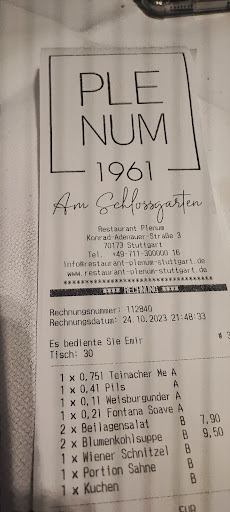 PLE
NUM
1961
Am Schlossgarten
Restaurant Plenum
Konrad-Adenauer-Straße 3
70173 Stuttgart
Tel. +49-711-300000 16
info@restaurant-plenum-stuttgart.de
www.restaurant-plenum-stuttgart.de
**** RECHNUNG ****
Rechnungsnummer: 112840
Rechnungsdatum: 24.10.2023 21:48:33
Es bediente Sie Emir
Tisch: 30
1 x 0,75l Teinacher Me A
1 x 0,4l Pils A
1 x 0,1l Weisburgunder A
1 x 0,2l Fontana Soave A
2 x Beilagensalat B 7,90
2 x Blumenkohlsuppe B 9,50
1 x Wiener Schnitzel B
1 x Portion Sahne B
1 x Kuchen B
EUR